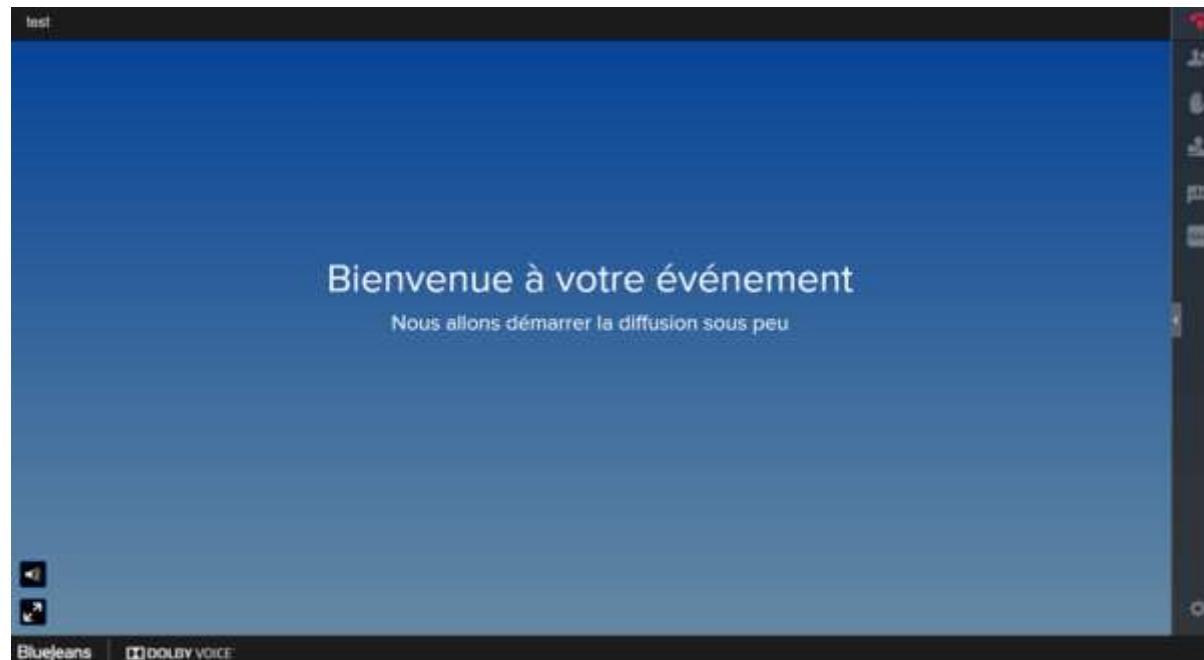 test
Bienvenue à votre événement
Nous allons démarrer la diffusion sous peu
BlueJeans
DOLBY VOICE